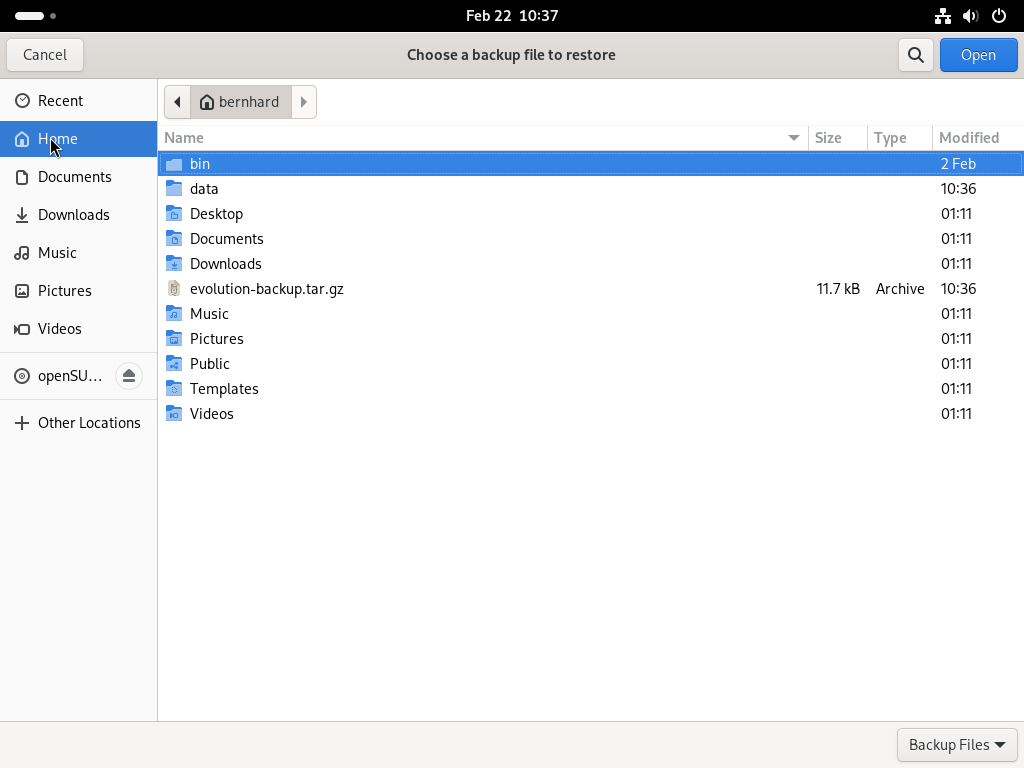 Feb 22 10:37
Cancel
Choose a backup file to restore
Open
Recent
Home
Documents
Downloads
Music
Pictures
Videos
openSU...
Other Locations
bernhard
Name Size Type Modified
bin 2 Feb
data 10:36
Desktop 01:11
Documents 01:11
Downloads 01:11
evolution-backup.tar.gz 11.7 kB Archive 10:36
Music 01:11
Pictures 01:11
Public 01:11
Templates 01:11
Videos 01:11
Backup Files